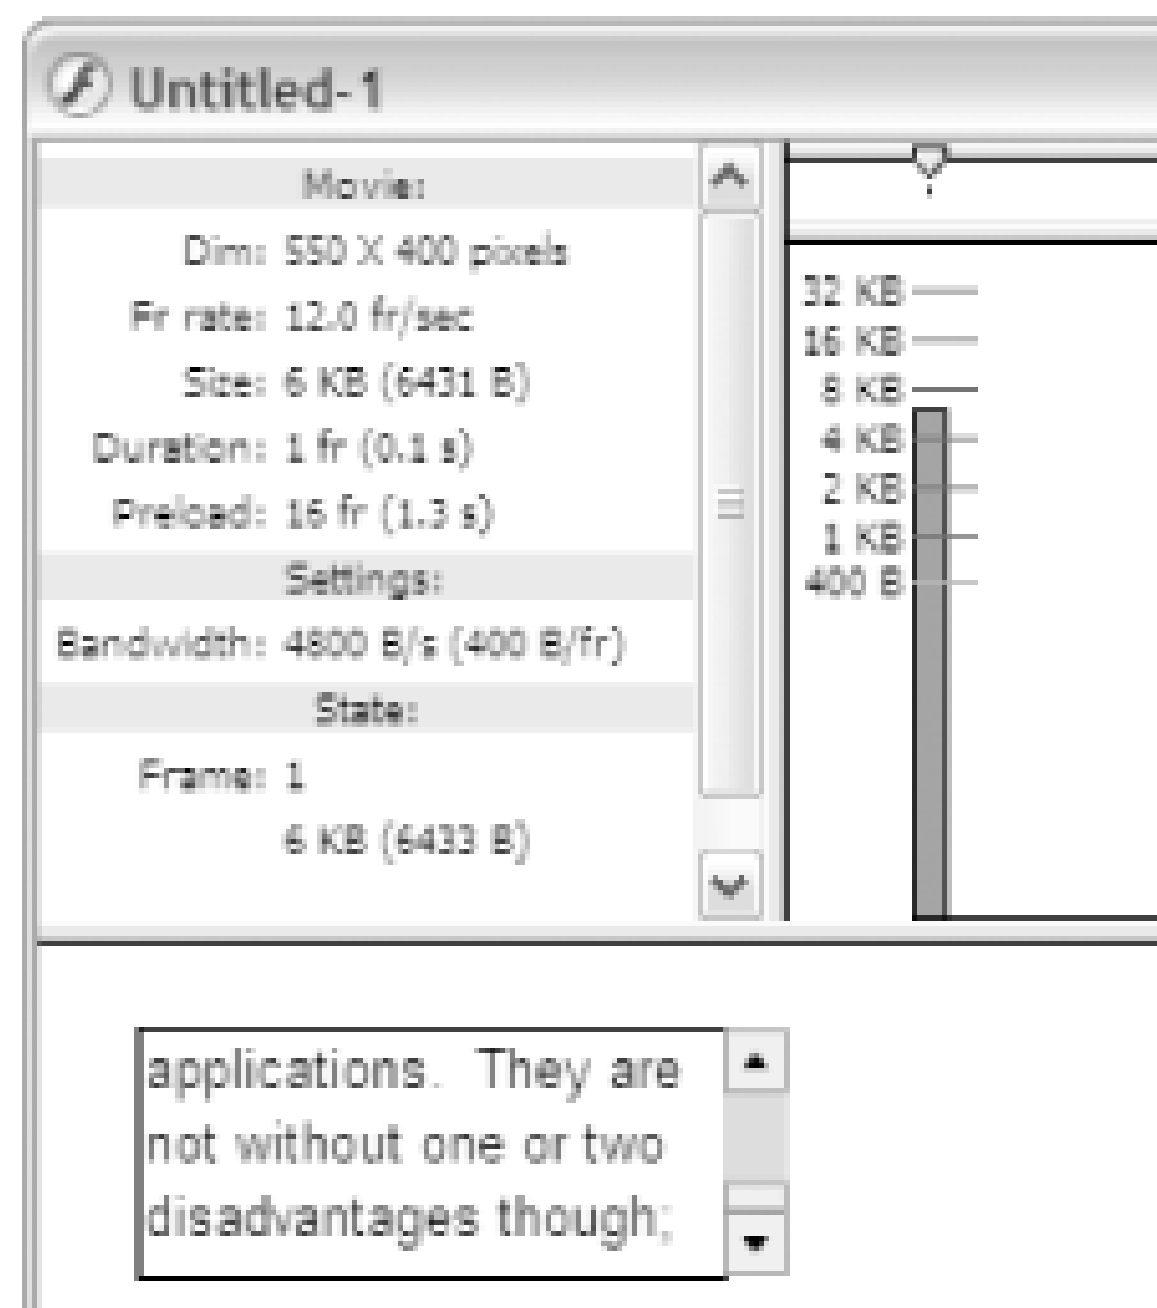 Untitled-1
Movie:
Dim: 550 X 400 pixels
Fr rate: 12.0 fr/sec
Size: 6 KB (6431 B)
Duration: 1 fr (0.1 s)
Preload: 16 fr (1.3 s)
Settings:
Bandwidth: 4800 B/s (400 B/fr)
State:
Frame: 1
6 KB (6433 B)
32 KB
16 KB
8 KB
4 KB
2 KB
1 KB
400 B
applications. They are
not without one or two
disadvantages though;